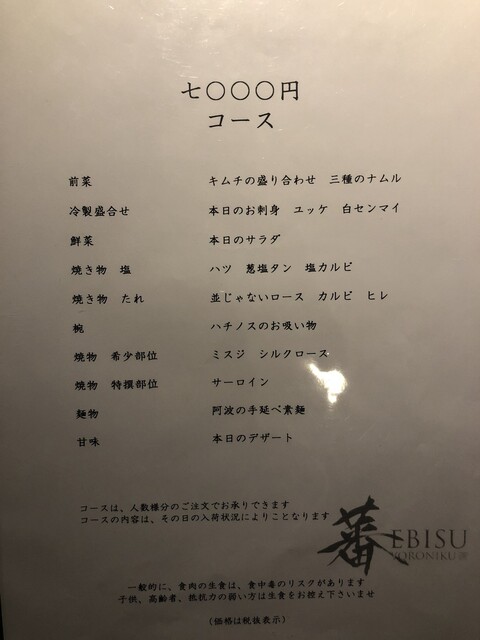 七〇〇〇円
コース
前菜 キムチの盛り合わせ 三種のナムル
冷製盛合せ 本日のお刺身 ユッケ 白センマイ
鮮菜 本日のサラダ
焼き物 塩 ハツ 葱塩タン 塩カルビ
焼き物 たれ 並じゃないロース カルビ ヒレ
椀 ハチノスのお吸い物
焼物 希少部位 ミスジ シルクロース
焼物 特撰部位 サーロイン
麺物 阿波の手延べ素麺
甘味 本日のデザート
コースは、人数様分のご注文でお承りできます
コースの内容は、その日の入荷状況によりことなります
蕃 EBISU
YORONIKU
一般的に、食肉の生食は、食中毒のリスクがあります
子供、高齢者、抵抗力の弱い方は生食をお控え下さいませ
(価格は税抜表示)